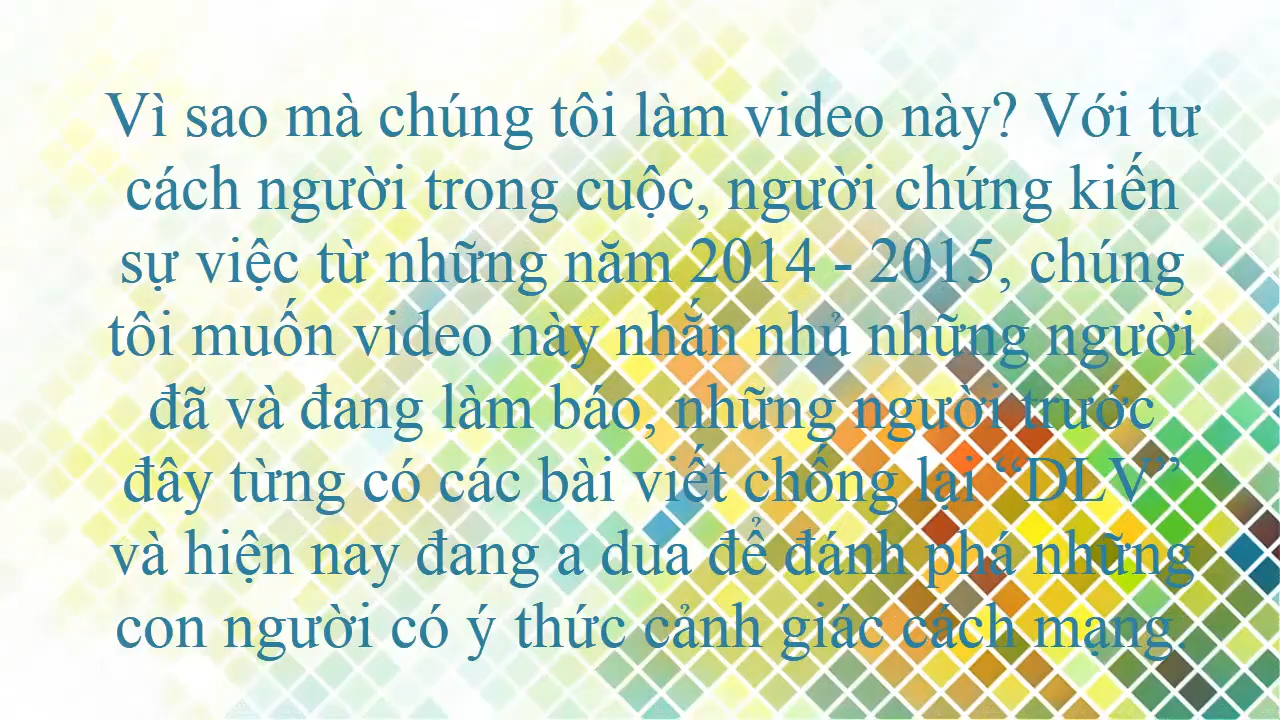 Vì sao mà chúng tôi làm video này? Với tư
cách người trong cuộc, người chứng kiến
sự việc từ những năm 2014 - 2015, chúng
tôi muốn video này nhắn nhủ những người
đã và đang làm báo, những người trước
đây từng có các bài viết chống lại “DLV”
và hiện nay đang a dua để đánh phá những
con người có ý thức cảnh giác cách mạng.